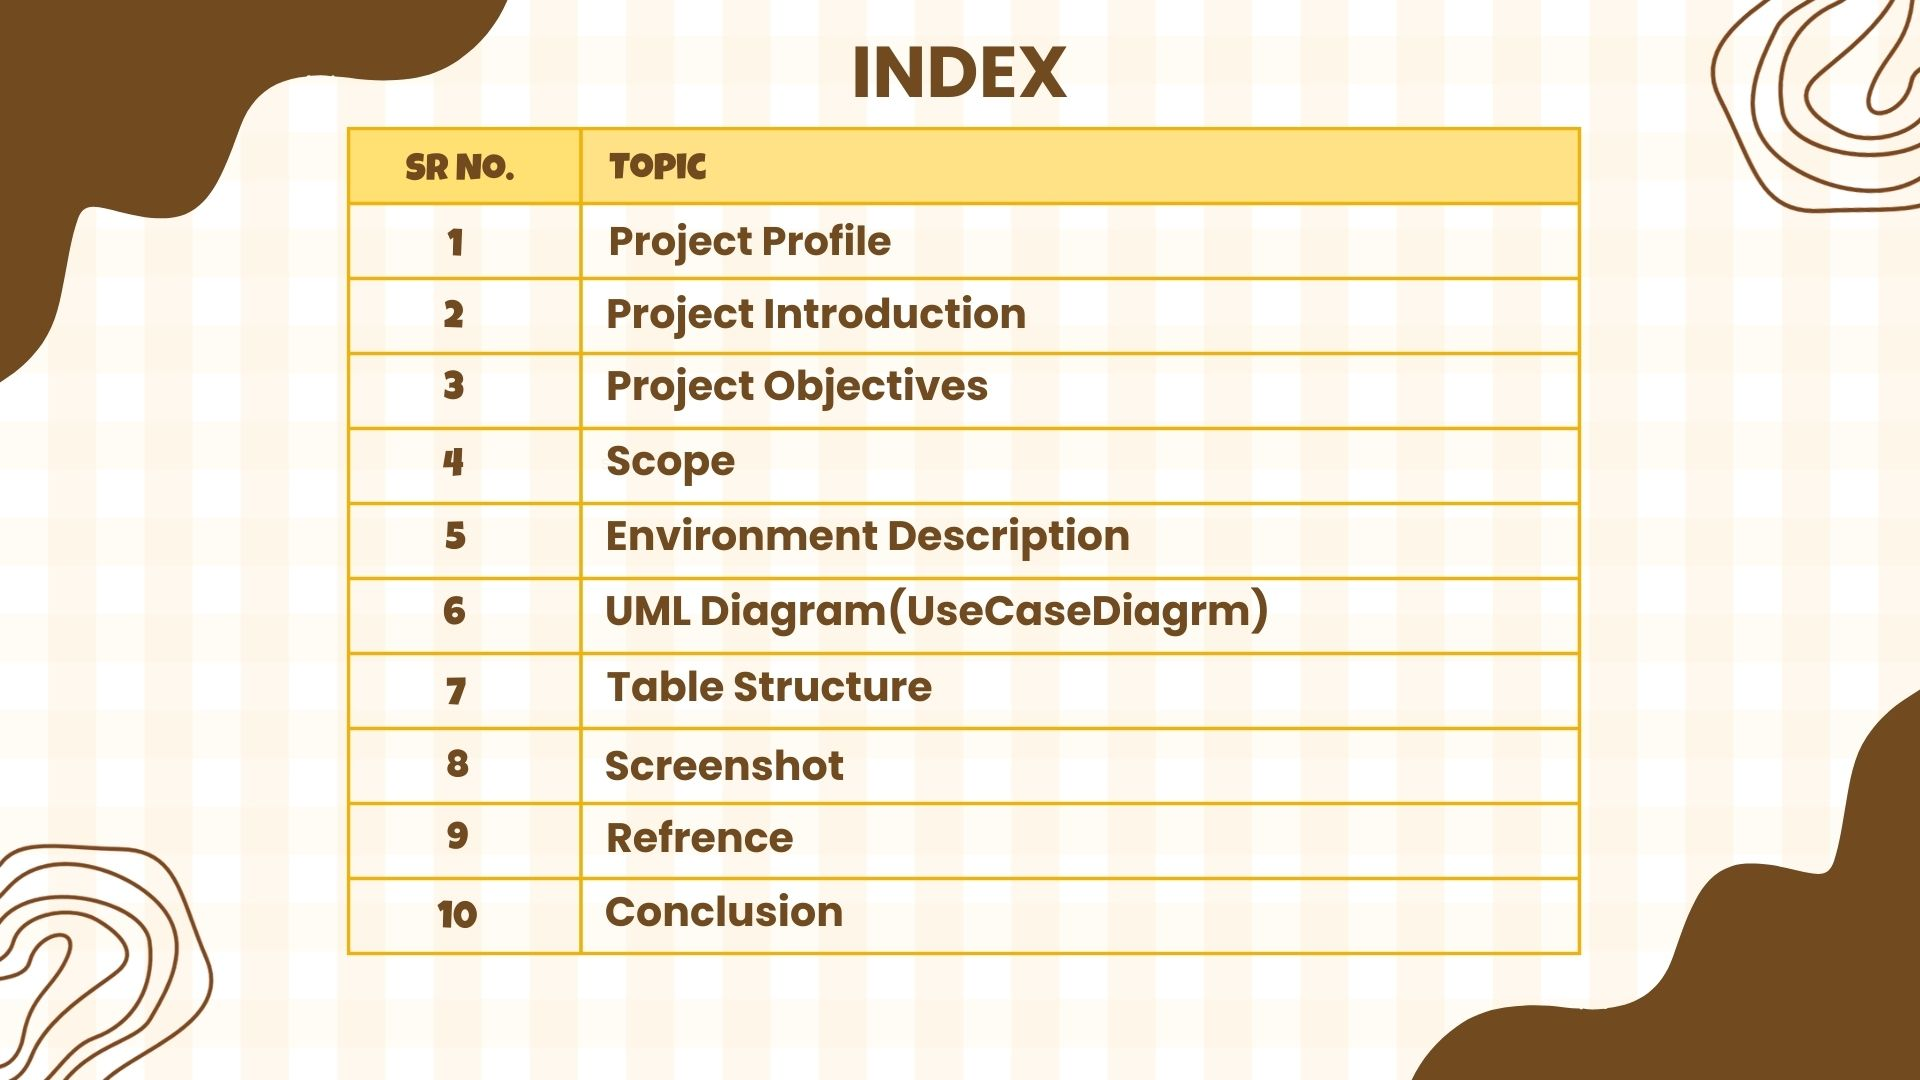 INDEX
SR NO. TOPIC
1 Project Profile
2 Project Introduction
3 Project Objectives
4 Scope
5 Environment Description
6 UML Diagram(UseCaseDiagrm)
7 Table Structure
8 Screenshot
9 Refrence
10 Conclusion